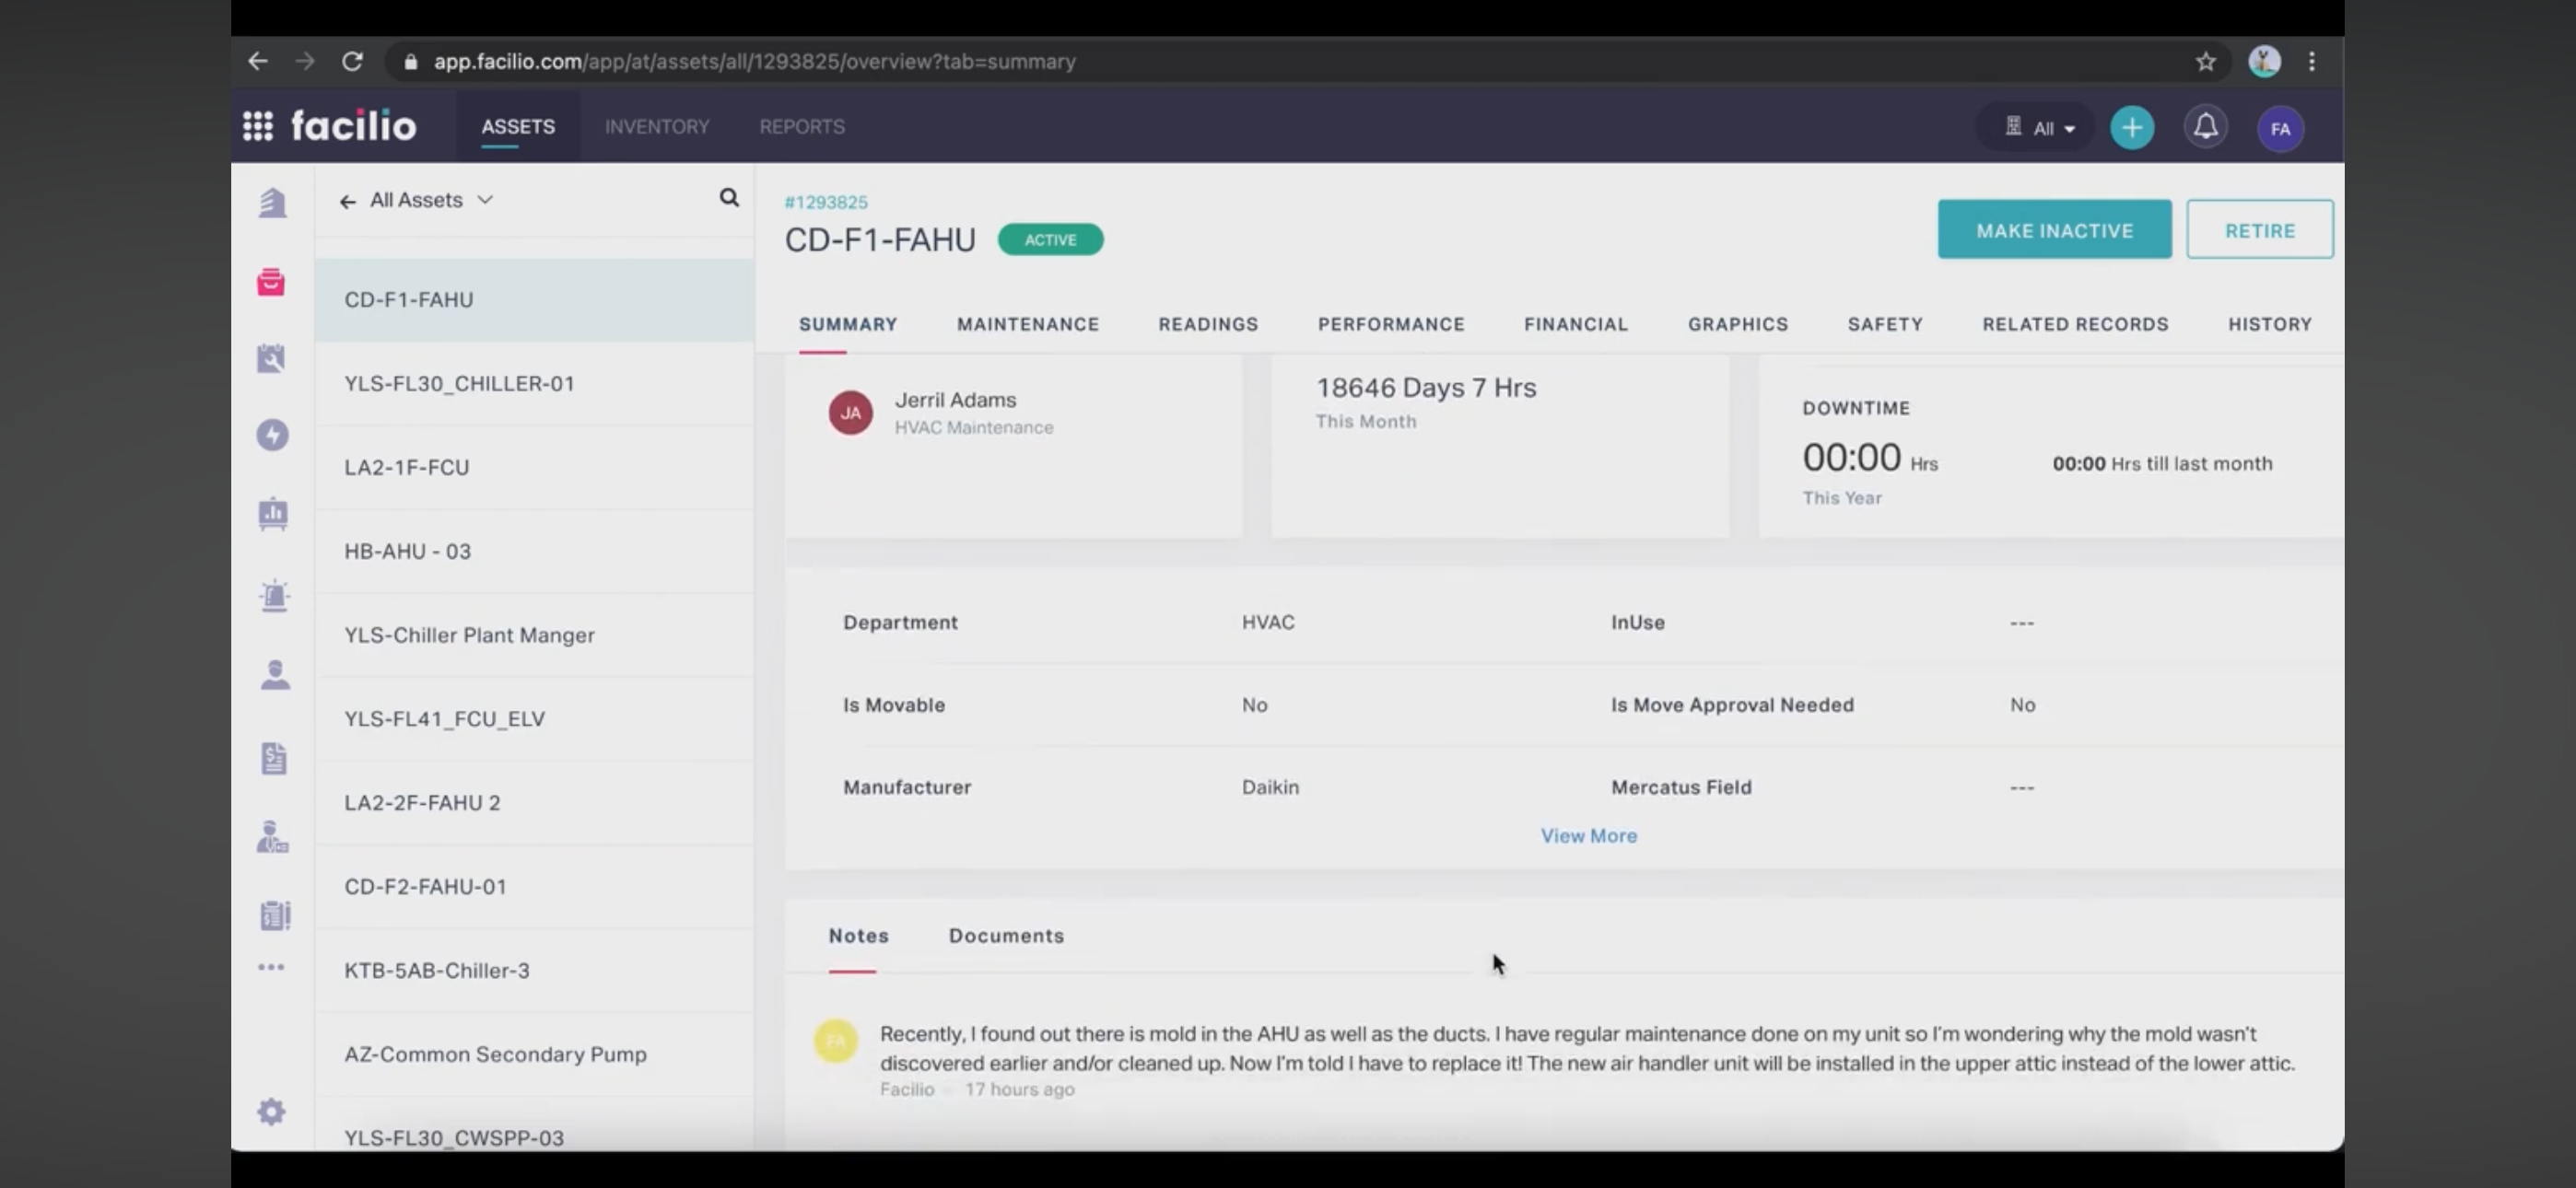 app.facilio.com/app/at/assets/all/1293825/overview?tab=summary
facilio
ASSETS
INVENTORY
REPORTS
All
FA
All Assets
CD-F1-FAHU
YLS-FL30_CHILLER-01
LA2-1F-FCU
HB-AHU - 03
YLS-Chiller Plant Manger
YLS-FL41_FCU_ELV
LA2-2F-FAHU 2
CD-F2-FAHU-01
KTB-5AB-Chiller-3
AZ-Common Secondary Pump
YLS-FL30_CWSPP-03
#1293825
CD-F1-FAHU
ACTIVE
MAKE INACTIVE
RETIRE
SUMMARY
MAINTENANCE
READINGS
PERFORMANCE
FINANCIAL
GRAPHICS
SAFETY
RELATED RECORDS
HISTORY
JA
Jerril Adams
HVAC Maintenance
18646 Days 7 Hrs
This Month
DOWNTIME
00:00 Hrs
00:00 Hrs till last month
This Year
Department HVAC
InUse ---
Is Movable No
Is Move Approval Needed No
Manufacturer Daikin
Mercatus Field ---
View More
Notes
Documents
FA
Recently, I found out there is mold in the AHU as well as the ducts. I have regular maintenance done on my unit so I'm wondering why the mold wasn't
discovered earlier and/or cleaned up. Now I'm told I have to replace it! The new air handler unit will be installed in the upper attic instead of the lower attic.
Facilio 17 hours ago